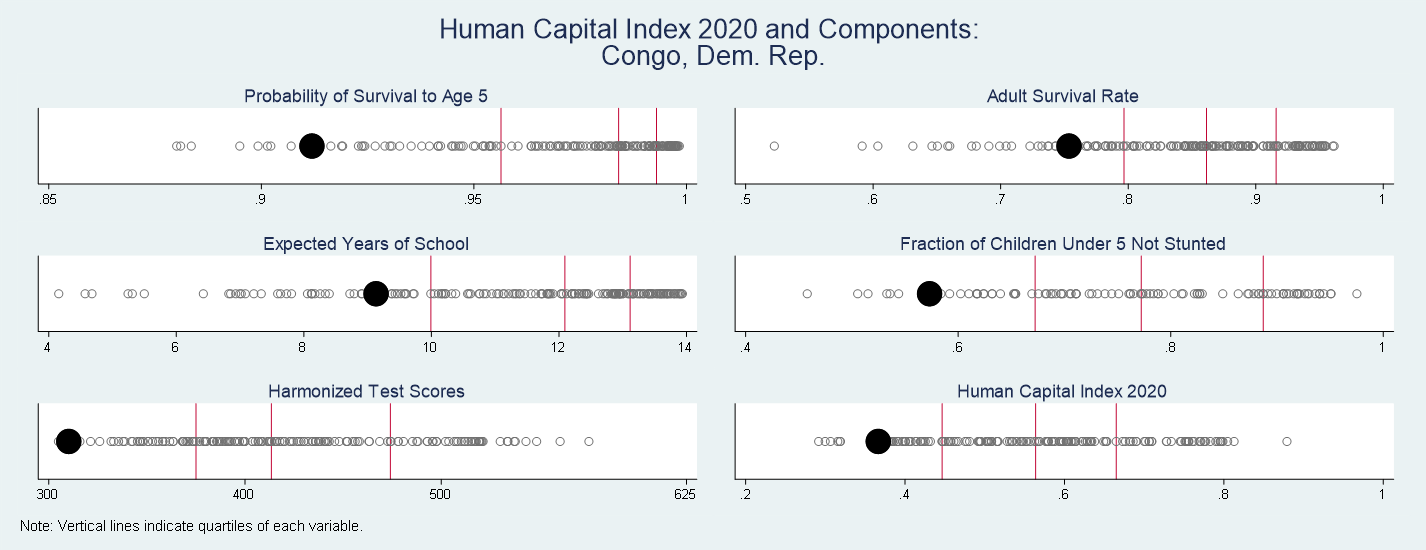 Human Capital Index 2020 and Components:
Congo, Dem. Rep.
Probability of Survival to Age 5
.85 .9 .95 1
Adult Survival Rate
.5 .6 .7 .8 .9 1
Expected Years of School
4 6 8 10 12 14
Fraction of Children Under 5 Not Stunted
.4 .6 .8 1
Harmonized Test Scores
300 400 500 625
Human Capital Index 2020
.2 .4 .6 .8 1
Note: Vertical lines indicate quartiles of each variable.